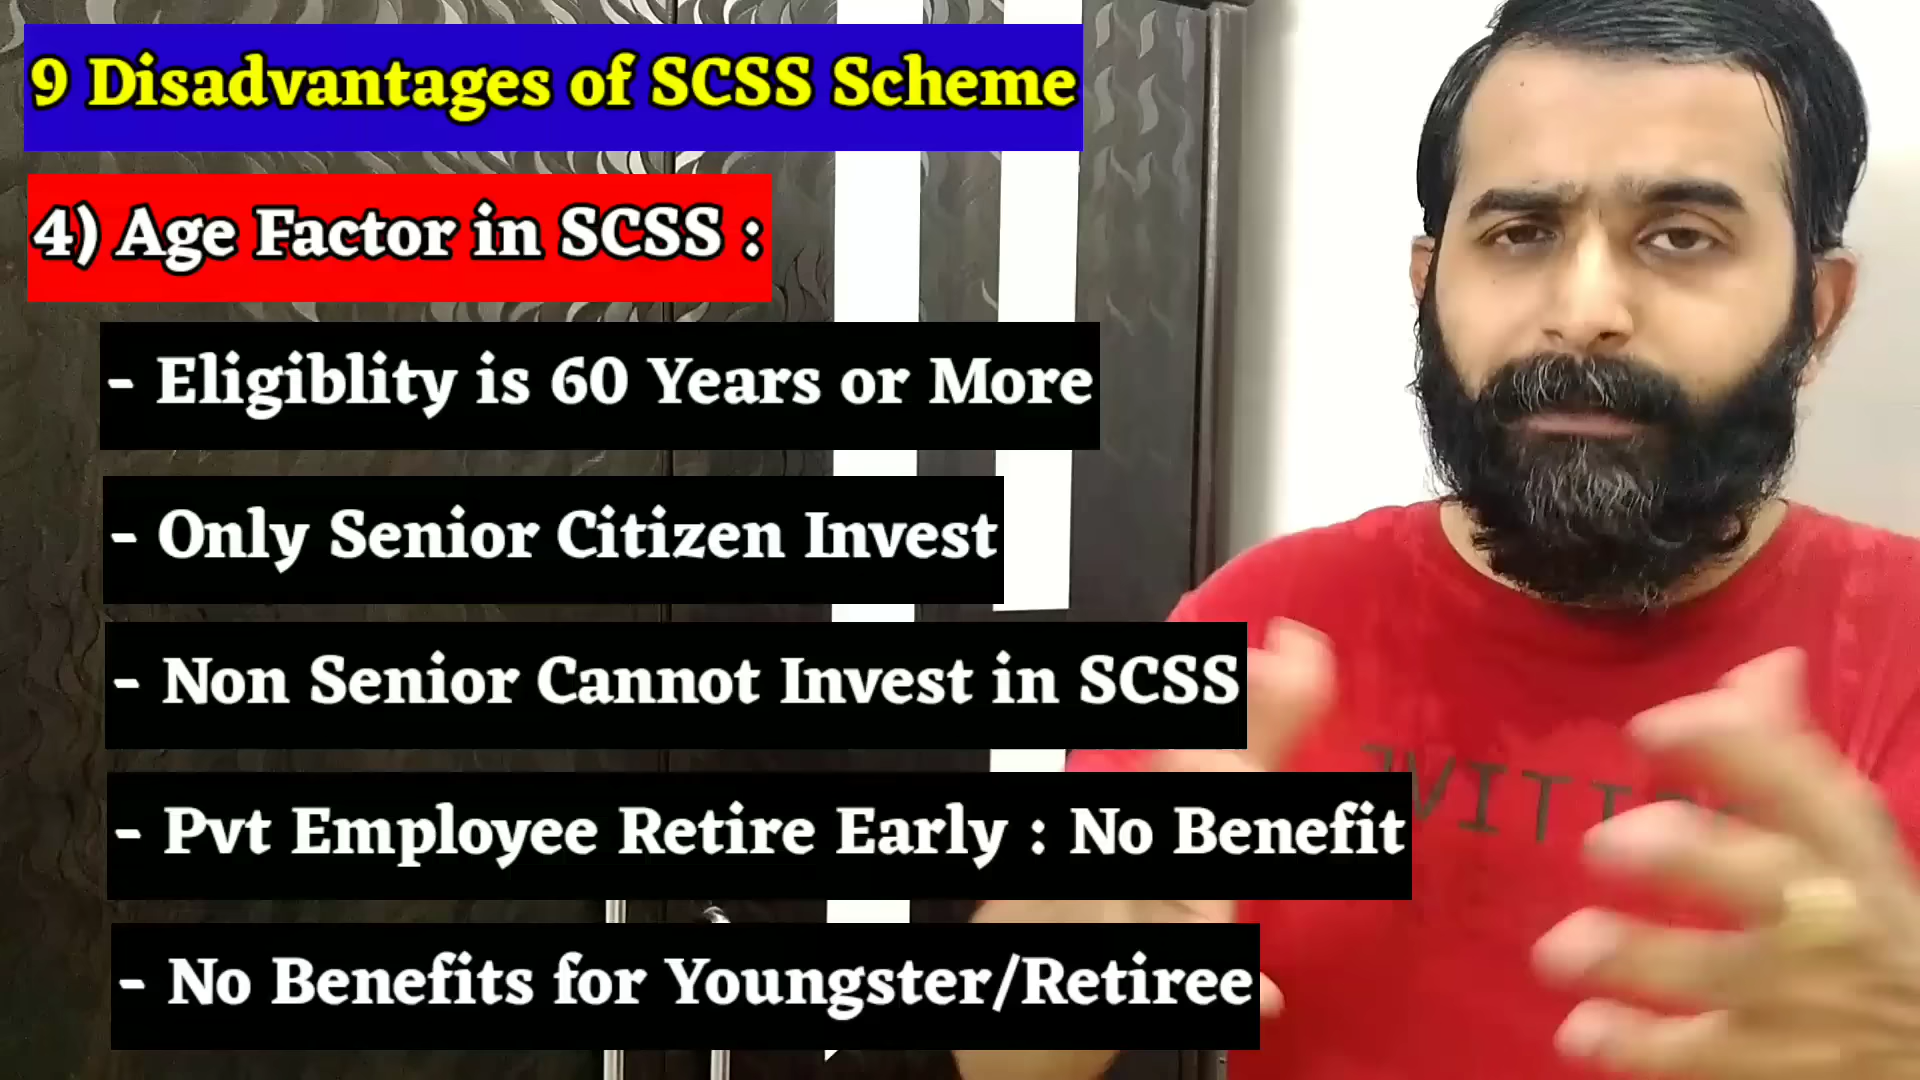 9 Disadvantages of SCSS Scheme
4) Age Factor in SCSS :
- Eligiblity is 60 Years or More
- Only Senior Citizen Invest
- Non Senior Cannot Invest in SCSS
- Pvt Employee Retire Early : No Benefit
- No Benefits for Youngster/Retiree